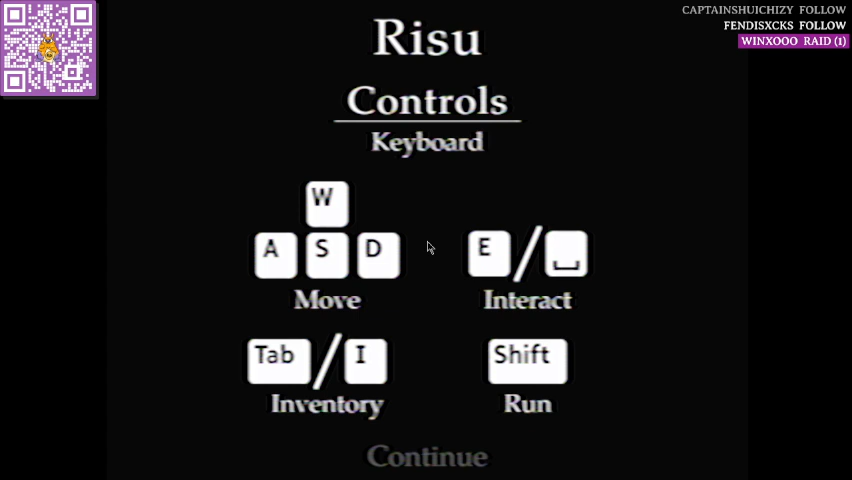 CAPTAINSHUICHIZY FOLLOW
FENDISXCKS FOLLOW
WINXOOO RAID (1)
Risu
Controls
Keyboard
W
A S D
E /
Move
Interact
Tab / I
Shift
Inventory
Run
Continue